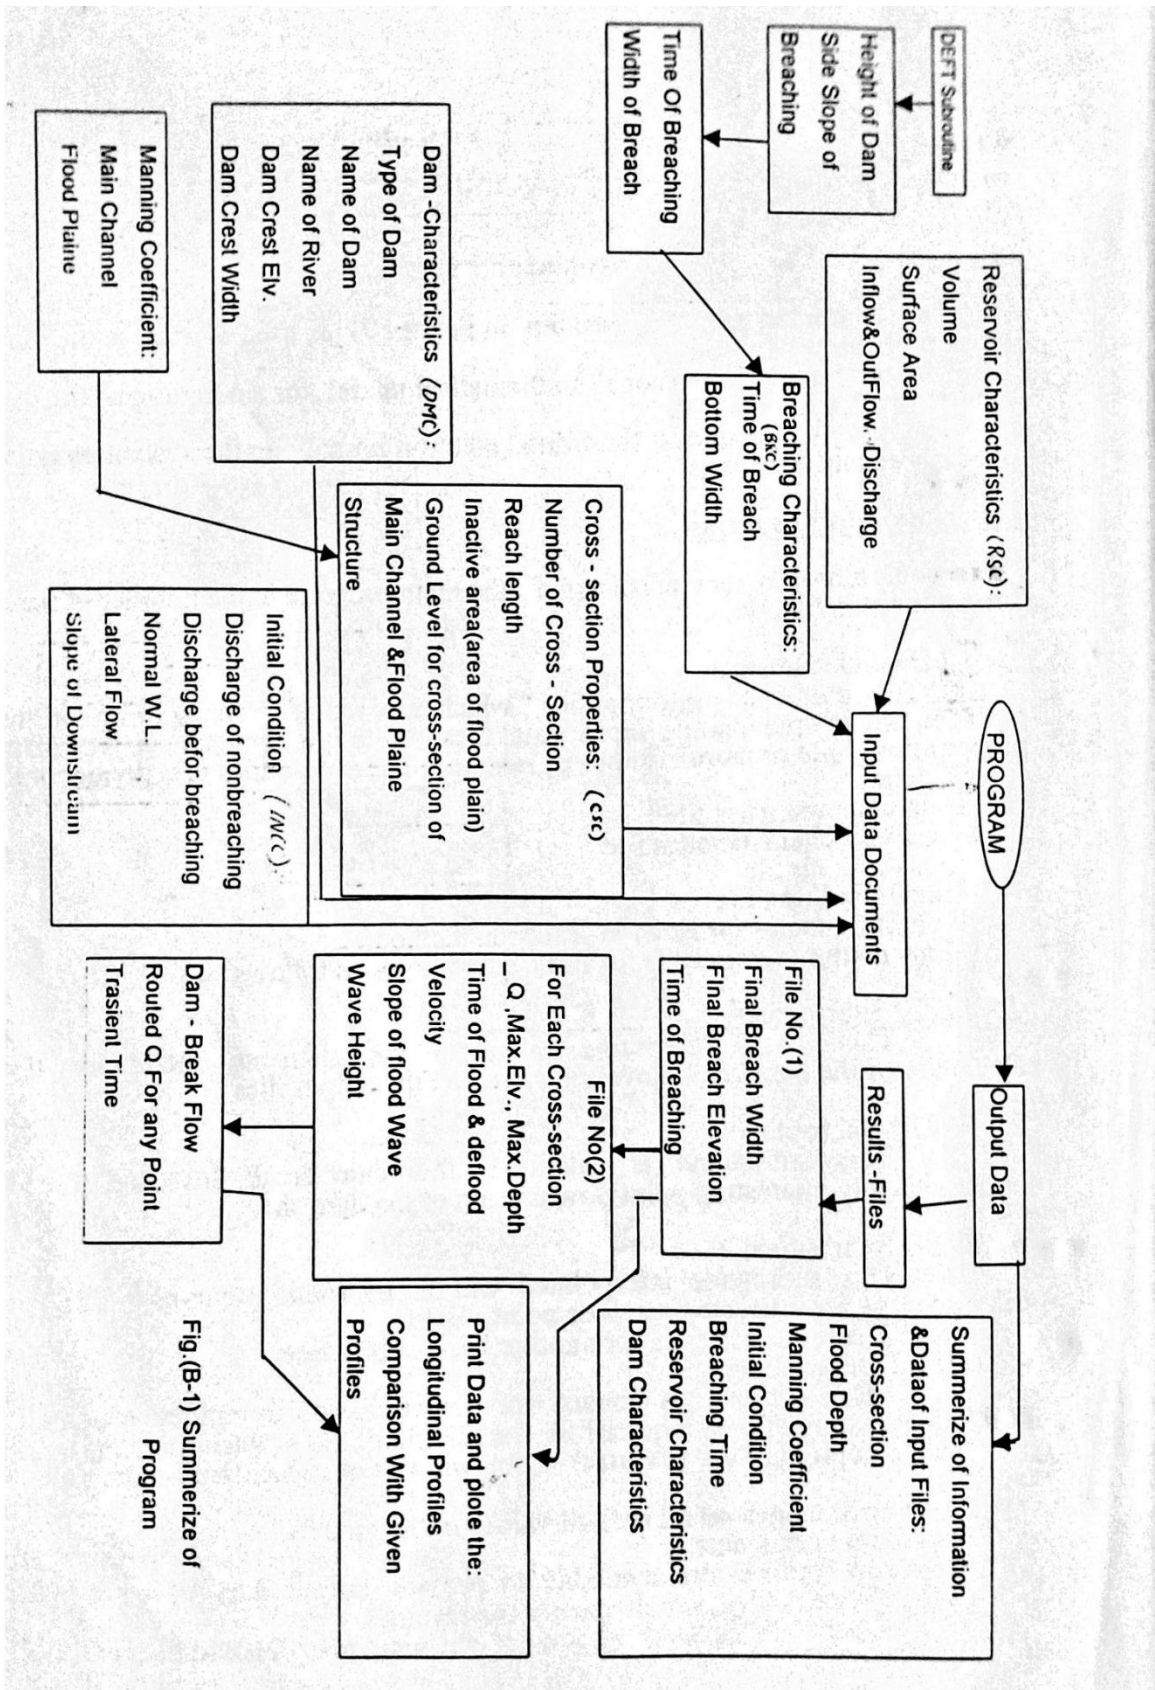 DEFT Subroutine
Height of Dam
Side Slope of
Breaching
Time Of Breaching
Width of Breach
Reservoir Characteristics (RSC):
Volume
Surface Area
Inflow&OutFlow. Discharge
Breaching Characteristics:
(BKC)
Time of Breach
Bottom Width
Dam -Characteristics (DMC):
Type of Dam
Name of Dam
Name of River
Dam Crest Elv.
Dam Crest Width
Manning Coefficient:
Main Channel
Flood Plaine
Cross - section Properties: (CSC)
Number of Cross - Section
Reach length
Inactive area(area of flood plain)
Ground Level for cross-section of
Main Channel &Flood Plaine
Structure
Initial Condition (INCC)..
Discharge of nonbreaching
Discharge befor breaching
Normal W.L.
Lateral Flow
Slope of Downstream
PROGRAM
Input Data Documents
Output Data
Results -Files
File No.(1)
Final Breach Width
FInal Breach Elevation
Time of Breaching
File No(2)
For Each Cross-section
_ Q ,Max.Elv., Max.Depth
Time of Flood & deflood
Velocity
Slope of flood Wave
Wave Height
Dam - Break Flow
Routed Q For any Point
Trasient Time
Summerize of Information
&Dataof Input Files:
Cross-section
Flood Depth
Manning Coefficient
Initial Condition
Breaching Time
Reservoir Characteristics
Dam Characteristics
Print Data and plote the:
Longitudinal Profiles
Comparison With Given
Profiles
Fig.(B-1) Summerize of
Program